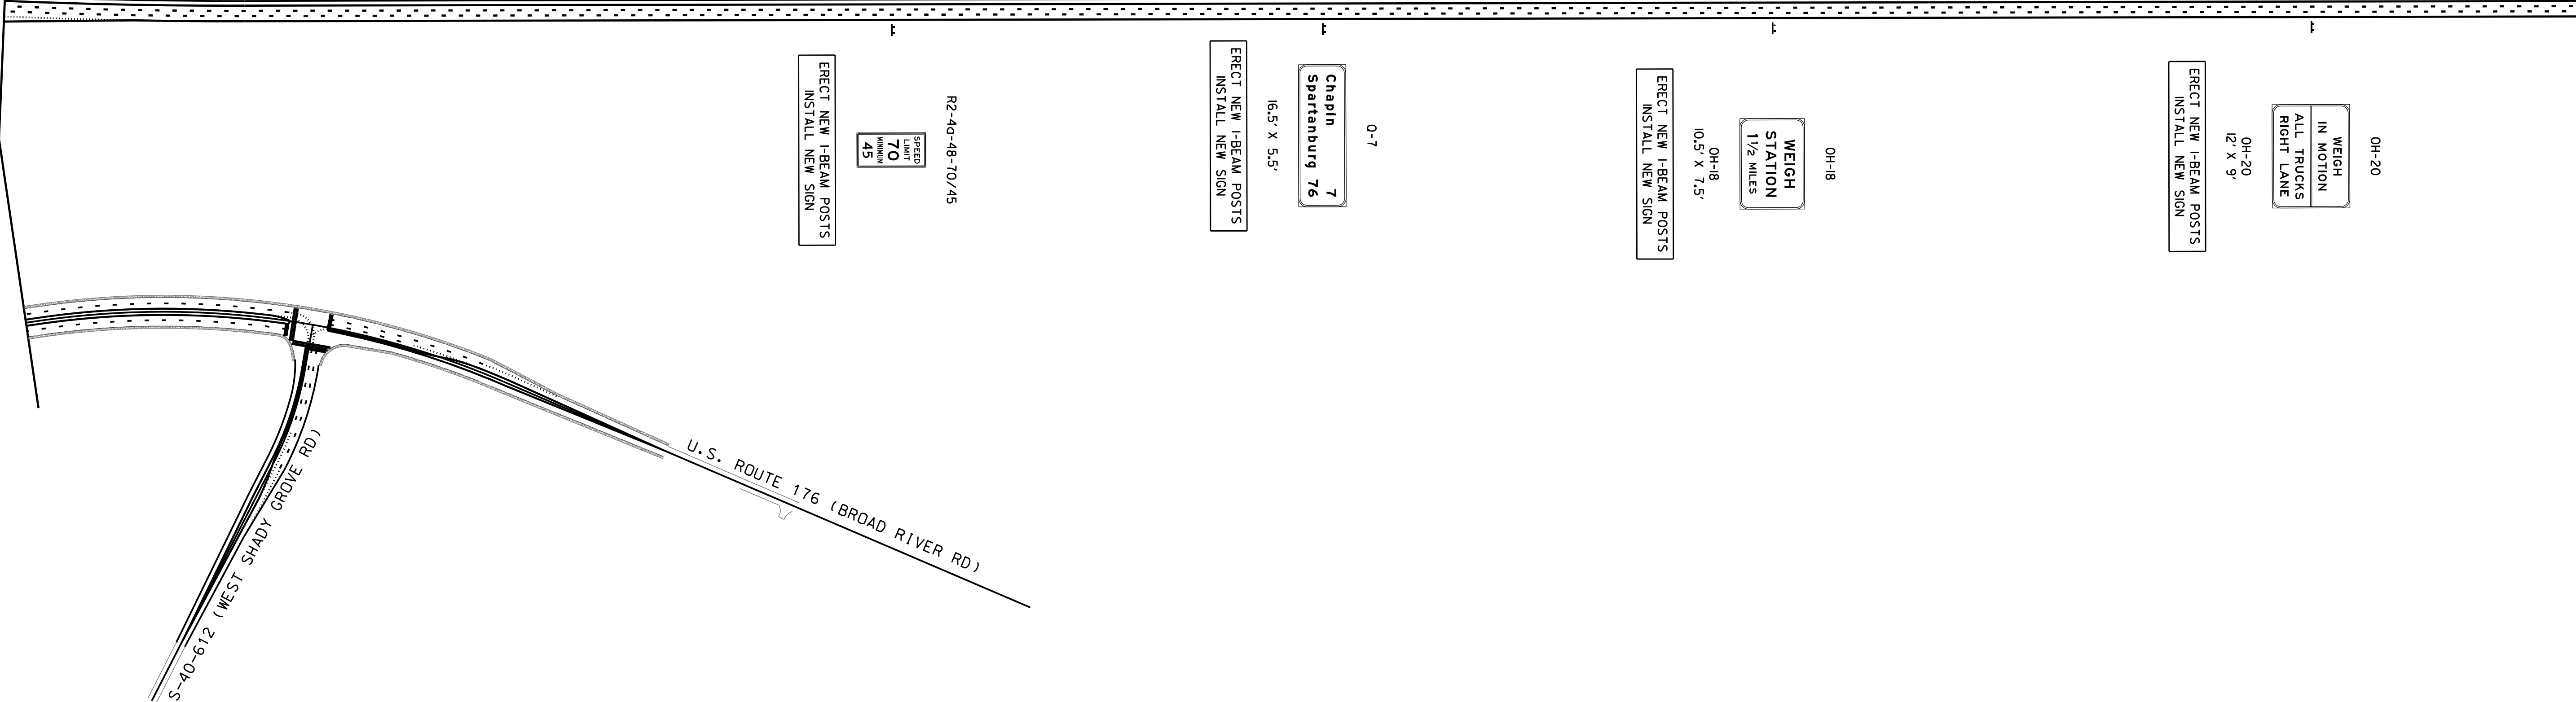 R2-4a-48-70/45
SPEED
LIMIT
70
MINIMUM
45
ERECT NEW I-BEAM POSTS
INSTALL NEW SIGN
O-7
Chapin 7
Spartanburg 76
16.5' X 5.5'
ERECT NEW I-BEAM POSTS
INSTALL NEW SIGN
OH-18
WEIGH
STATION
1 1/2 MILES
OH-18
10.5' X 7.5'
ERECT NEW I-BEAM POSTS
INSTALL NEW SIGN
OH-20
WEIGH
IN MOTION
ALL TRUCKS
RIGHT LANE
OH-20
12' X 9'
ERECT NEW I-BEAM POSTS
INSTALL NEW SIGN
U.S. ROUTE 176 (BROAD RIVER RD)
S-40-612 (WEST SHADY GROVE RD)